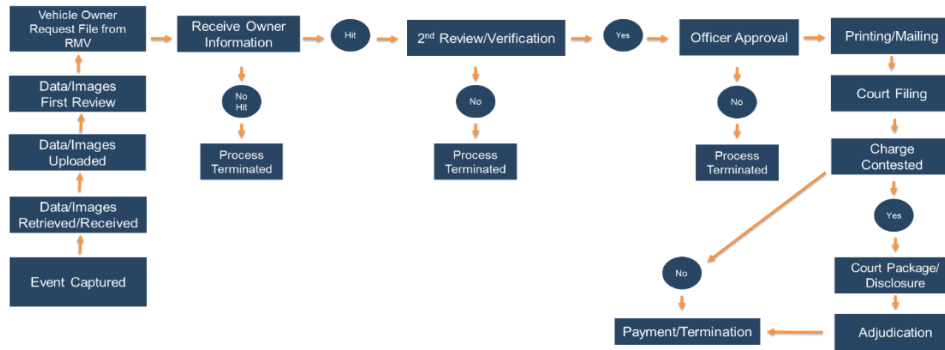 Vehicle Owner
Request File from
RMV
Receive Owner
Information
Hit
2nd Review/Verification
Yes
Officer Approval
Printing/Mailing
Data/Images
First Review
No
Hit
No
No
Court Filing
Data/Images
Uploaded
Process
Terminated
Process
Terminated
Process
Terminated
Charge
Contested
Data/Images
Retrieved/Received
Yes
Event Captured
No
Court Package/
Disclosure
Payment/Termination
Adjudication